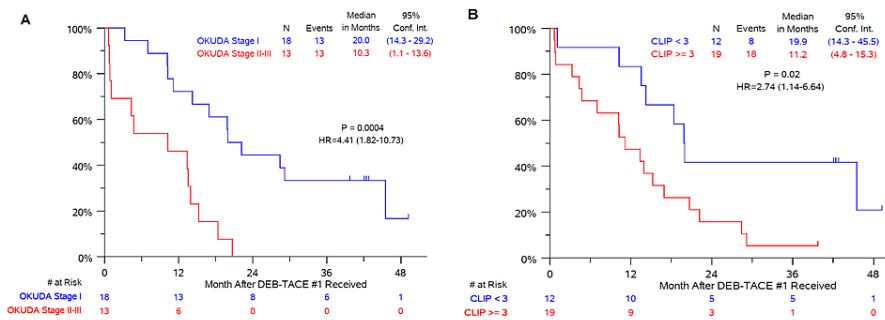 A
N Events Median in Months 95% Conf. Int.
OKUDA Stage I 18 13 20.0 (14.3 - 29.2)
OKUDA Stage II-III 13 13 10.3 (1.1 - 13.6)
100%
80%
60%
40%
20%
0%
P = 0.0004
HR=4.41 (1.82-10.73)
0 12 24 36 48
# at Risk
Month After DEB-TACE #1 Received
OKUDA Stage I 18 13 8 6 1
OKUDA Stage II-III 13 6 0 0 0
B
N Events Median in Months 95% Conf. Int.
CLIP < 3 12 8 19.9 (14.3 - 45.5)
CLIP >= 3 19 18 11.2 (4.8 - 15.3)
100%
80%
60%
40%
20%
0%
P = 0.02
HR=2.74 (1.14-6.64)
0 12 24 36 48
# at Risk
Month After DEB-TACE #1 Received
CLIP < 3 12 10 5 5 1
CLIP >= 3 19 9 3 1 0